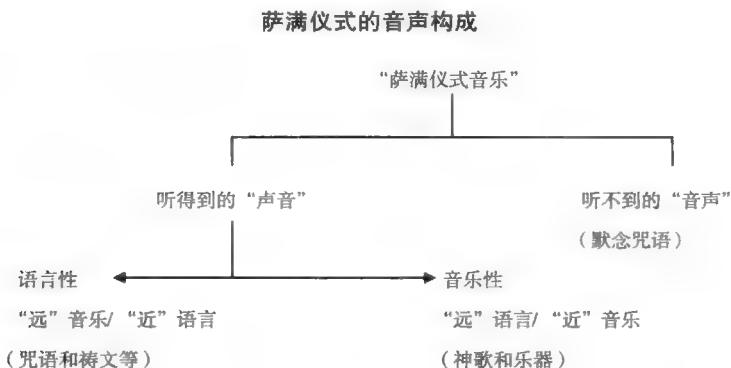 萨满仪式的音声构成
“萨满仪式音乐”
听得到的“声音” 听不到的“音声”
（默念咒语）
语言性 音乐性
“远”音乐/“近”语言 “远”语言/“近”音乐
（咒语和祷文等） （神歌和乐器）